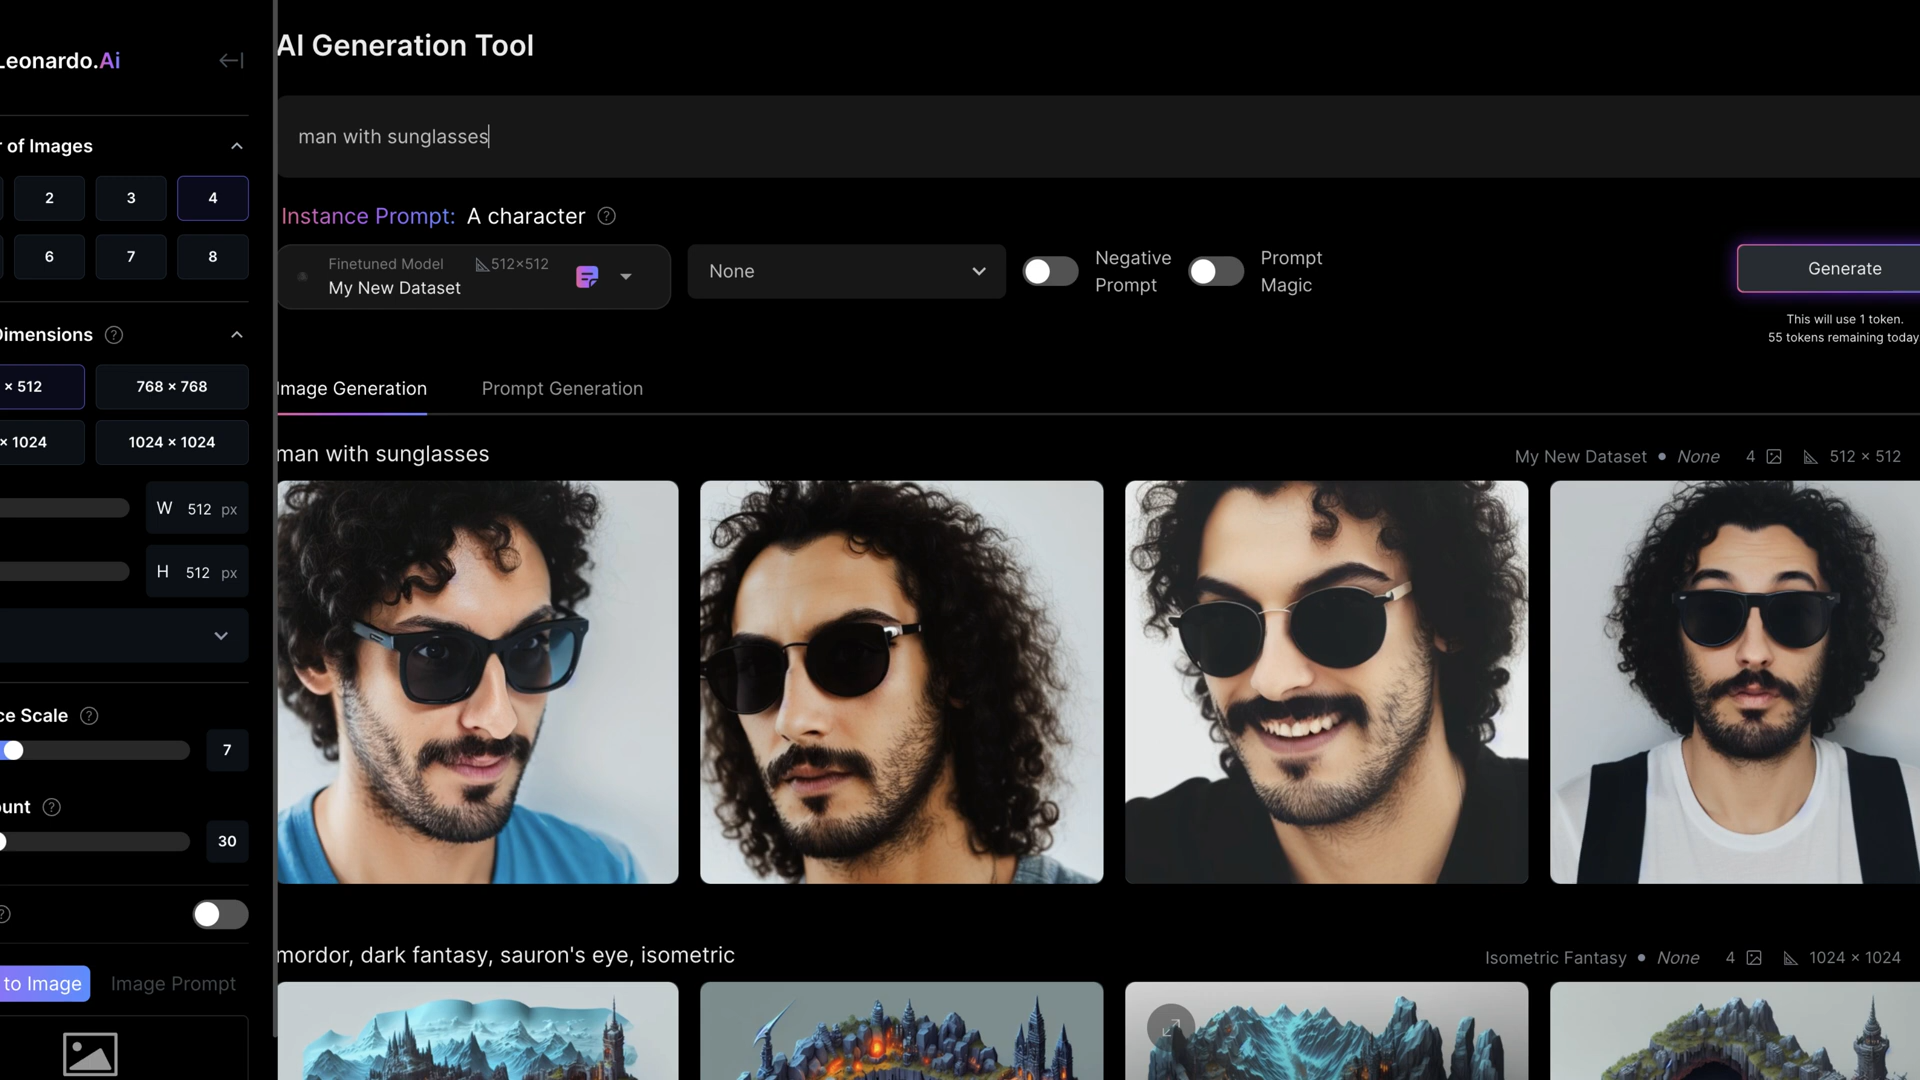 Leonardo.Ai
AI Generation Tool
man with sunglasses
r of Images
2 3 4
6 7 8
Instance Prompt: A character
Finetuned Model 512×512
My New Dataset
None
Negative
Prompt
Prompt
Magic
Generate
This will use 1 token.
55 tokens remaining today
Dimensions
× 512 768 × 768
× 1024 1024 × 1024
W 512 px
H 512 px
ce Scale
7
ount
30
to Image Image Prompt
Image Generation Prompt Generation
man with sunglasses
My New Dataset • None 4 512 × 512
mordor, dark fantasy, sauron's eye, isometric
Isometric Fantasy • None 4 1024 × 1024